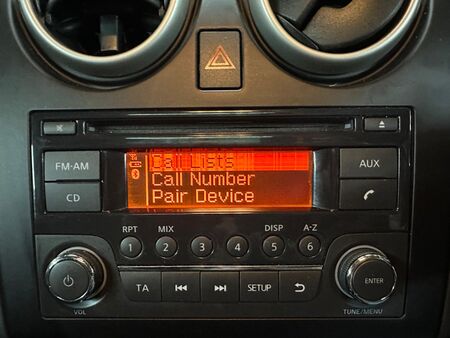 FM·AM
CD
Call Lists
Call Number
Pair Device
AUX
RPT
MIX
DISP
A-Z
1
2
3
4
5
6
TA
SETUP
ENTER
VOL
TUNE/MENU